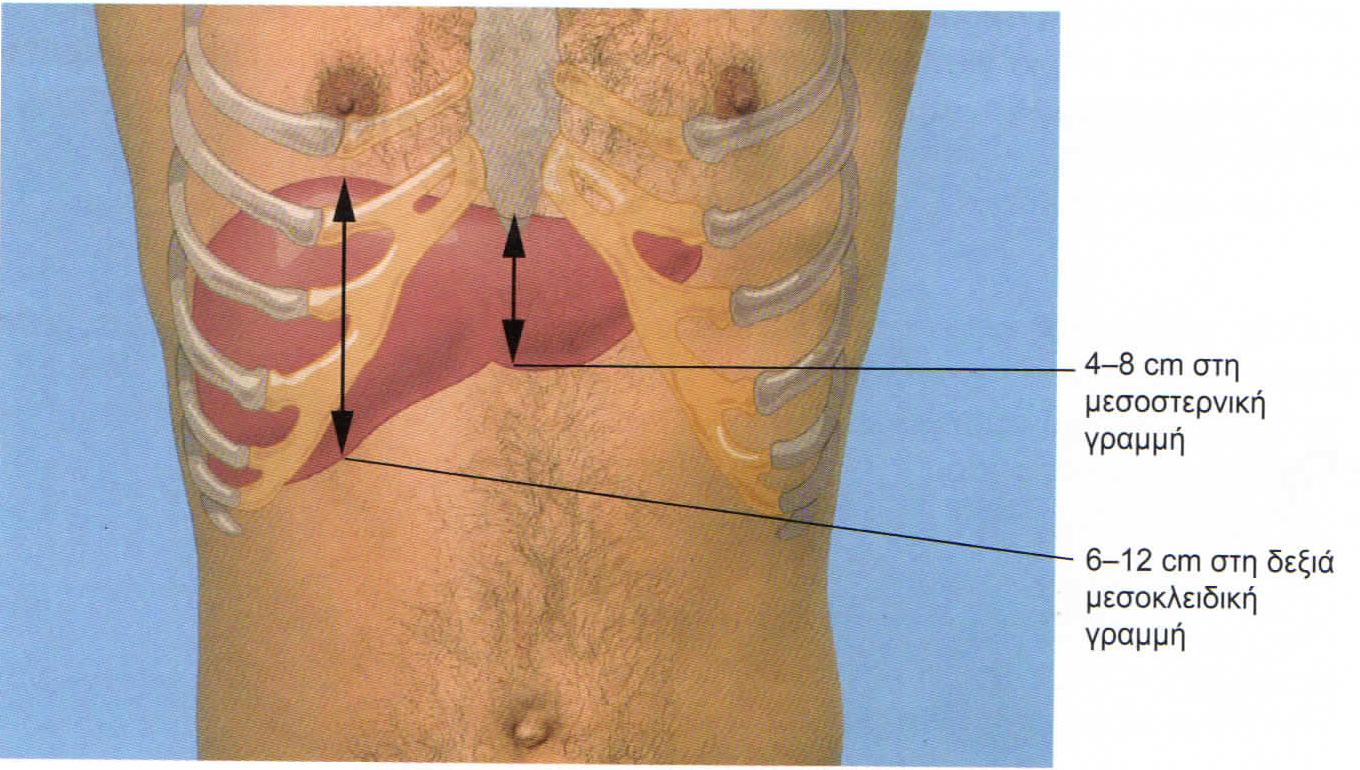 4–8 cm στη
μεσοστερνική
γραμμή
6–12 cm στη δεξιά
μεσοκλειδική
γραμμή